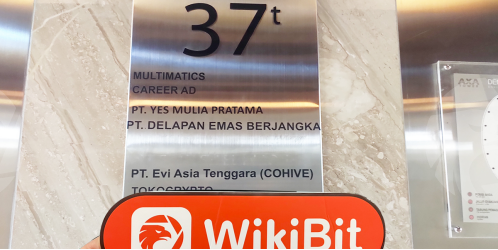 37t
MULTIMATICS
CAREER AD
PT. YES MULIA PRATAMA
PT. DELAPAN EMAS BERJANGKA
PT. Evi Asia Tenggara (COHIVE)
TOKOCRYPTO
WikiBit
AXA